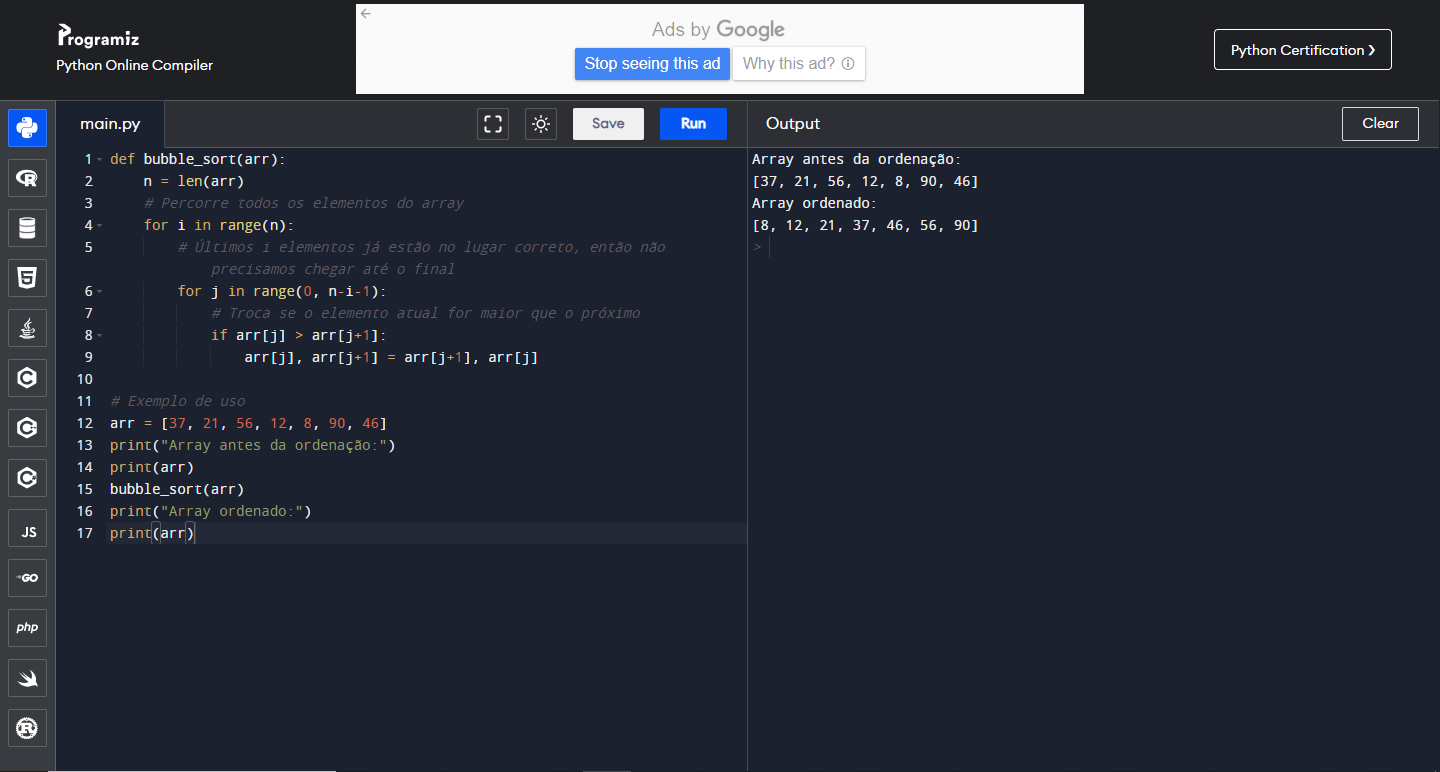 Programiz
Python Online Compiler
Ads by Google
Stop seeing this ad
Why this ad?
Python Certification ❯
main.py
Save
Run
Output
Clear
1 def bubble_sort(arr):
2 n = len(arr)
3 # Percorre todos os elementos do array
4 for i in range(n):
5 # Últimos i elementos já estão no lugar correto, então não
precisamos chegar até o final
6 for j in range(0, n-i-1):
7 # Troca se o elemento atual for maior que o próximo
8 if arr[j] > arr[j+1]:
9 arr[j], arr[j+1] = arr[j+1], arr[j]
10
11 # Exemplo de uso
12 arr = [37, 21, 56, 12, 8, 90, 46]
13 print("Array antes da ordenação:")
14 print(arr)
15 bubble_sort(arr)
16 print("Array ordenado:")
17 print(arr)
Array antes da ordenação:
[37, 21, 56, 12, 8, 90, 46]
Array ordenado:
[8, 12, 21, 37, 46, 56, 90]
>
R
5
C
C
C
JS
GO
php
R